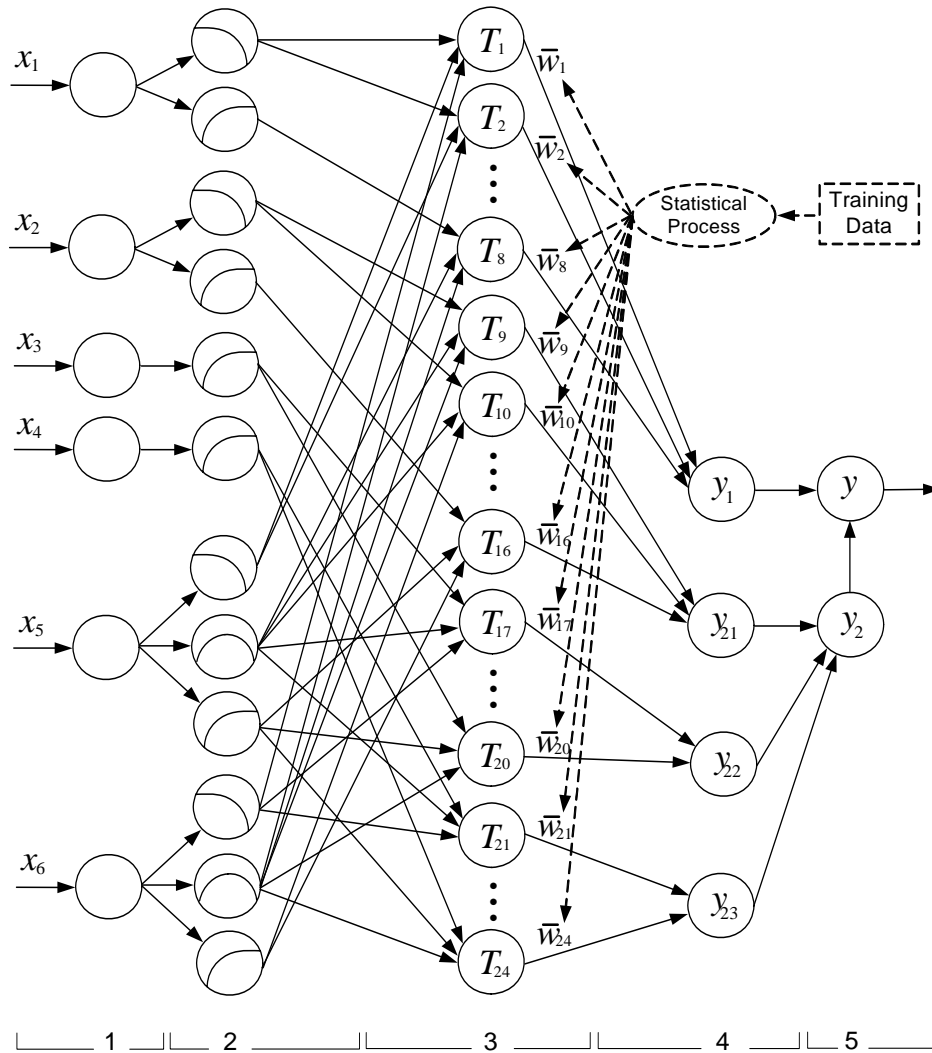 x₁
x₂
x₃
x₄
x₅
x₆
T₁
T₂
T₈
T₉
T₁₀
T₁₆
T₁₇
T₂₀
T₂₁
T₂₄
w̄₁
w̄₂
w̄₈
w̄₉
w̄₁₀
w̄₁₆
w̄₁₇
w̄₂₀
w̄₂₁
w̄₂₄
Statistical
Process
Training
Data
y₁
y₂₁
y₂₂
y₂₃
y
y₂
1 2 3 4 5